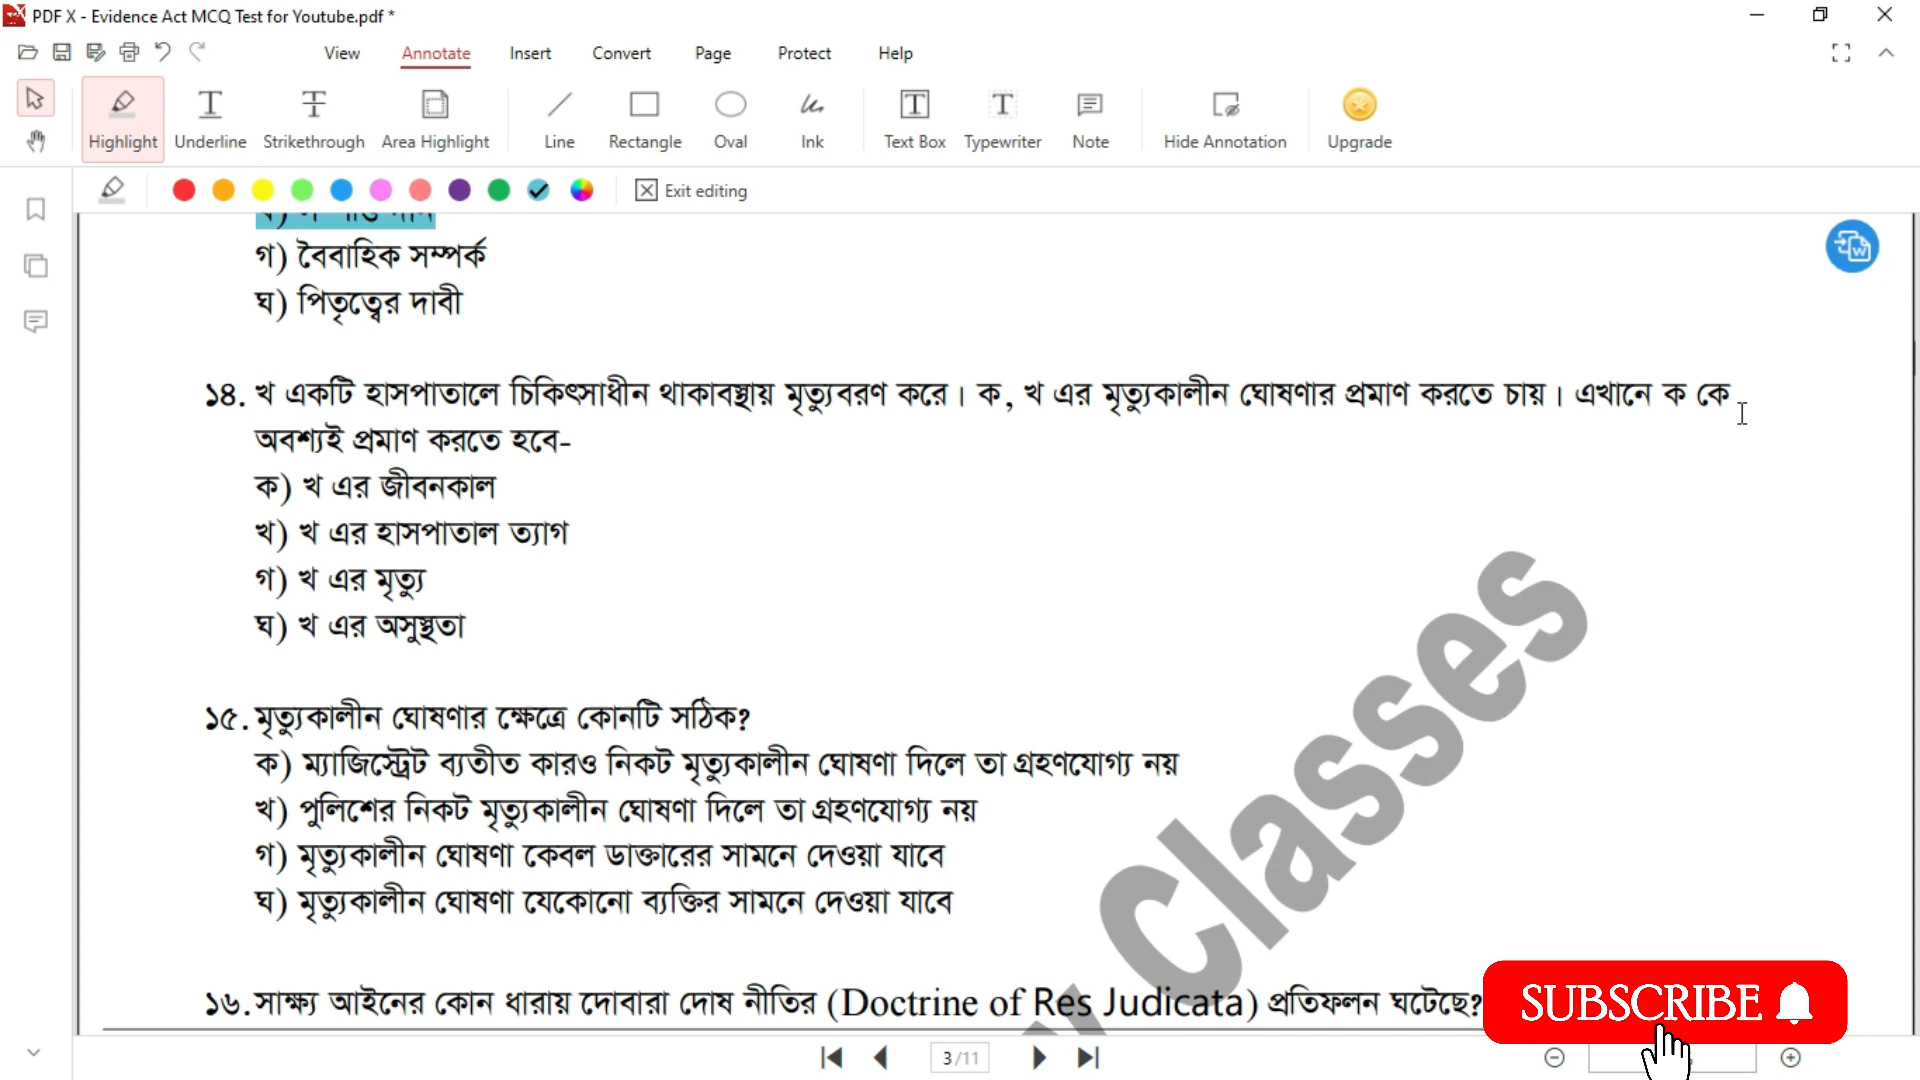 PDF X - Evidence Act MCQ Test for Youtube.pdf *
View Annotate Insert Convert Page Protect Help
Highlight Underline Strikethrough Area Highlight Line Rectangle Oval Ink Text Box Typewriter Note Hide Annotation Upgrade
Exit editing
গ) বৈবাহিক সম্পর্ক
ঘ) পিতৃত্বের দাবী
১৪. খ একটি হাসপাতালে চিকিৎসাধীন থাকাবস্থায় মৃত্যুবরণ করে। ক, খ এর মৃত্যুকালীন ঘোষণার প্রমাণ করতে চায়। এখানে ক কে
অবশ্যই প্রমাণ করতে হবে-
ক) খ এর জীবনকাল
খ) খ এর হাসপাতাল ত্যাগ
গ) খ এর মৃত্যু
ঘ) খ এর অসুস্থতা
১৫. মৃত্যুকালীন ঘোষণার ক্ষেত্রে কোনটি সঠিক?
ক) ম্যাজিস্ট্রেট ব্যতীত কারও নিকট মৃত্যুকালীন ঘোষণা দিলে তা গ্রহণযোগ্য নয়
খ) পুলিশের নিকট মৃত্যুকালীন ঘোষণা দিলে তা গ্রহণযোগ্য নয়
গ) মৃত্যুকালীন ঘোষণা কেবল ডাক্তারের সামনে দেওয়া যাবে
ঘ) মৃত্যুকালীন ঘোষণা যেকোনো ব্যক্তির সামনে দেওয়া যাবে
১৬. সাক্ষ্য আইনের কোন ধারায় দোবারা দোষ নীতির (Doctrine of Res Judicata) প্রতিফলন ঘটেছে?
Classes
SUBSCRIBE
3 /11